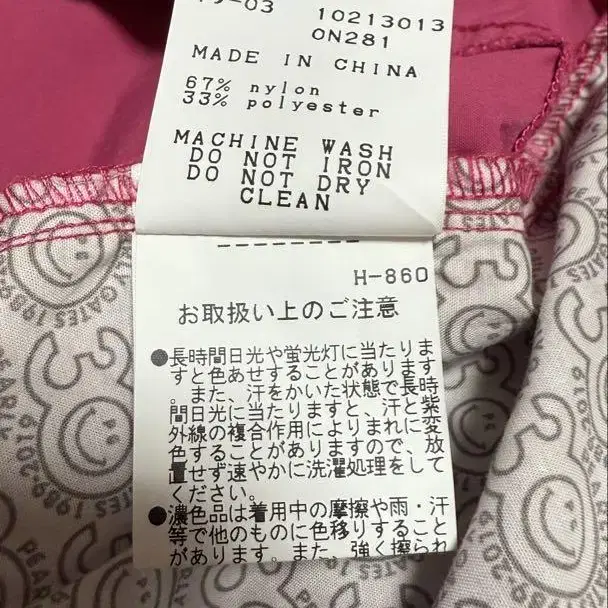 -03 10213013
0N281
MADE IN CHINA
67% nylon
33% polyester
MACHINE WASH
DO NOT IRON
DO NOT DRY
CLEAN
H-860
お取扱い上のご注意
●長時間日光や蛍光灯に当たりま
すと色あせすることがあります
。また、汗をかいた状態で長時
間日光に当たりますと、汗と紫
外線の複合作用によりまれに変
色することがありますので、放
置せず速やかに洗濯処理をして
ください。
●濃色品は着用中の摩擦や雨・汗
等で他のものに色移りすること
があります。また、強く擦られ
PEARLY GATES 1989-2019